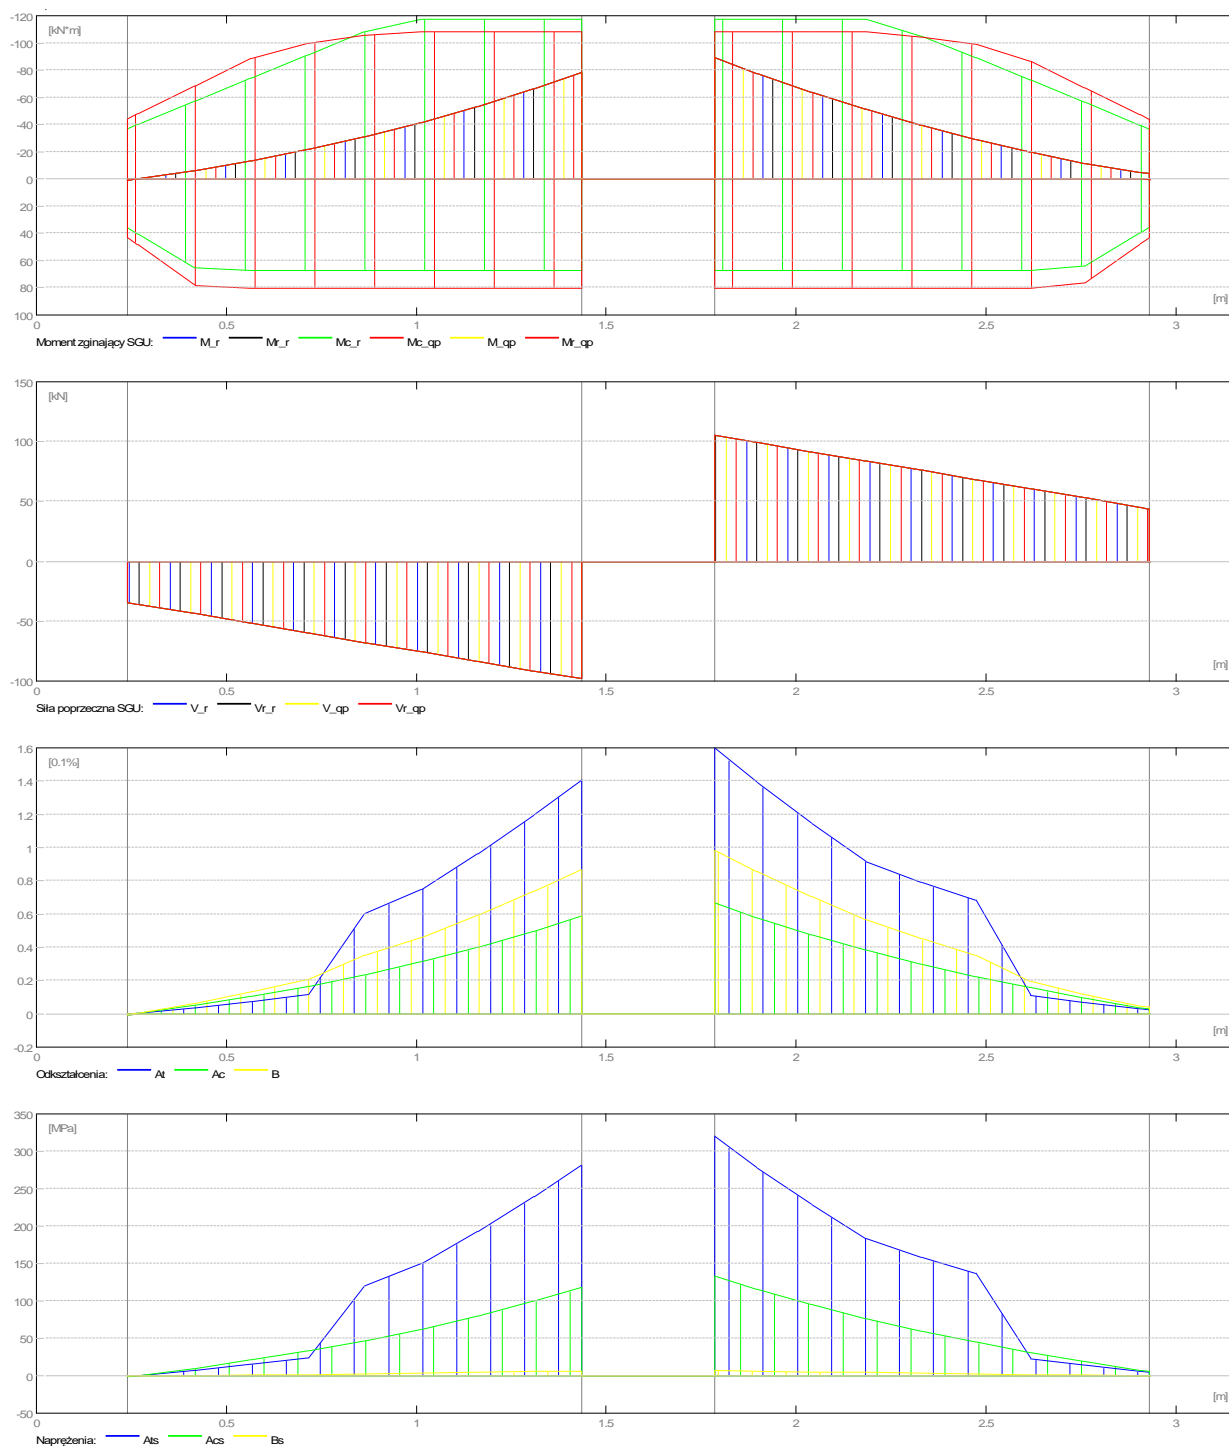 -120
[kN*m]
-100
-80
-60
-40
-20
0
20
40
60
80
[m]
100
0 0.5 1 1.5 2 2.5 3
Moment zginający SGU: M_r Mr_r Mc_r Mc_qp M_qp Mr_qp
150
[kN]
100
50
0
-50
[m]
-100
0 0.5 1 1.5 2 2.5 3
Siła poprzeczna SGU: V_r Vr_r V_qp Vr_qp
1.6
[0.1%]
1.4
1.2
1
0.8
0.6
0.4
0.2
0
[m]
-0.2
0 0.5 1 1.5 2 2.5 3
Odkształcenia: At Ac B
350
[MPa]
300
250
200
150
100
50
0
[m]
-50
0 0.5 1 1.5 2 2.5 3
Naprężenia: Ats Acs Bs